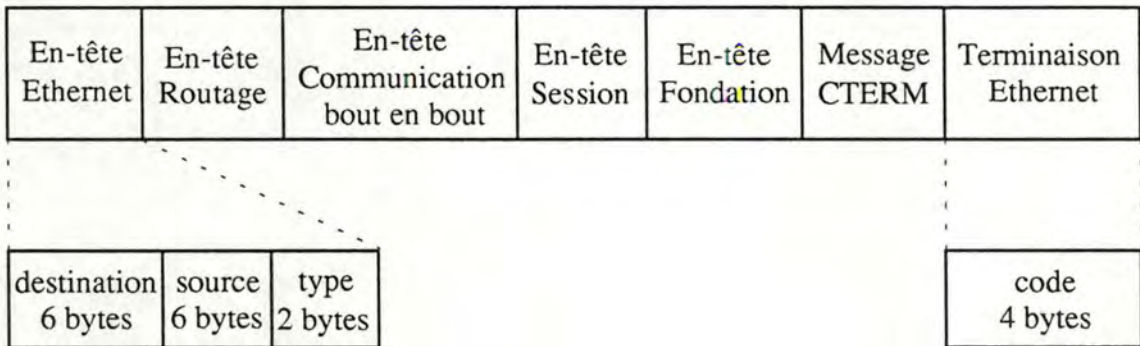 En-tête
Ethernet
En-tête
Routage
En-tête
Communication
bout en bout
En-tête
Session
En-tête
Fondation
Message
CTERM
Terminaison
Ethernet
destination
6 bytes
source
6 bytes
type
2 bytes
code
4 bytes